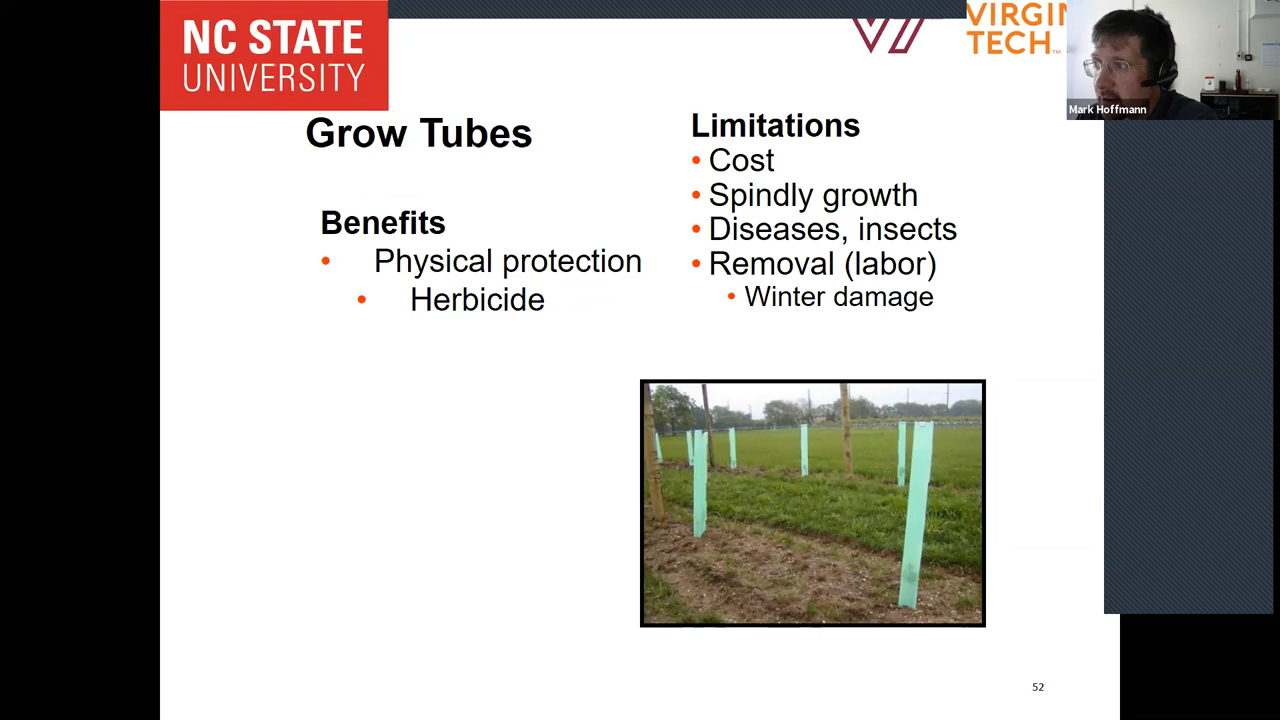 NC STATE
UNIVERSITY
VIRGIN
TECH™
Mark Hoffmann
Grow Tubes
Benefits
• Physical protection
• Herbicide
Limitations
• Cost
• Spindly growth
• Diseases, insects
• Removal (labor)
• Winter damage
52